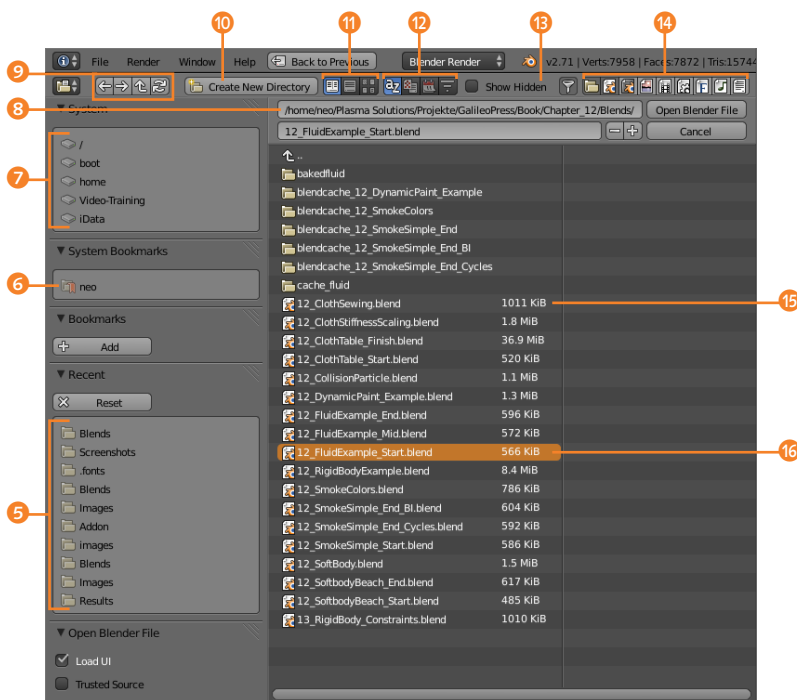 10 11 12 13 14
File Render Window Help Back to Previous Blender Render v2.71 | Verts:7958 | Faces:7872 | Tris:15744
9
Create New Directory Show Hidden
8
System
/home/neo/Plasma Solutions/Projekte/GalileoPress/Book/Chapter_12/Blends/ Open Blender File
12_FluidExample_Start.blend Cancel
7
/
boot
home
Video-Training
iData
System Bookmarks
6
neo
Bookmarks
Add
Recent
Reset
5
Blends
Screenshots
.fonts
Blends
Images
Addon
images
Blends
Images
Results
Open Blender File
Load UI
Trusted Source
..
bakedfluid
blendcache_12_DynamicPaint_Example
blendcache_12_SmokeColors
blendcache_12_SmokeSimple_End
blendcache_12_SmokeSimple_End_BI
blendcache_12_SmokeSimple_End_Cycles
cache_fluid
12_ClothSewing.blend 1011 KiB 15
12_ClothStiffnessScaling.blend 1.8 MiB
12_ClothTable_Finish.blend 36.9 MiB
12_ClothTable_Start.blend 520 KiB
12_CollisionParticle.blend 1.1 MiB
12_DynamicPaint_Example.blend 1.3 MiB
12_FluidExample_End.blend 596 KiB
12_FluidExample_Mid.blend 572 KiB
12_FluidExample_Start.blend 566 KiB 16
12_RigidBodyExample.blend 8.4 MiB
12_SmokeColors.blend 786 KiB
12_SmokeSimple_End_BI.blend 604 KiB
12_SmokeSimple_End_Cycles.blend 592 KiB
12_SmokeSimple_Start.blend 586 KiB
12_SoftBody.blend 1.5 MiB
12_SoftbodyBeach_End.blend 617 KiB
12_SoftbodyBeach_Start.blend 485 KiB
13_RigidBody_Constraints.blend 1010 KiB